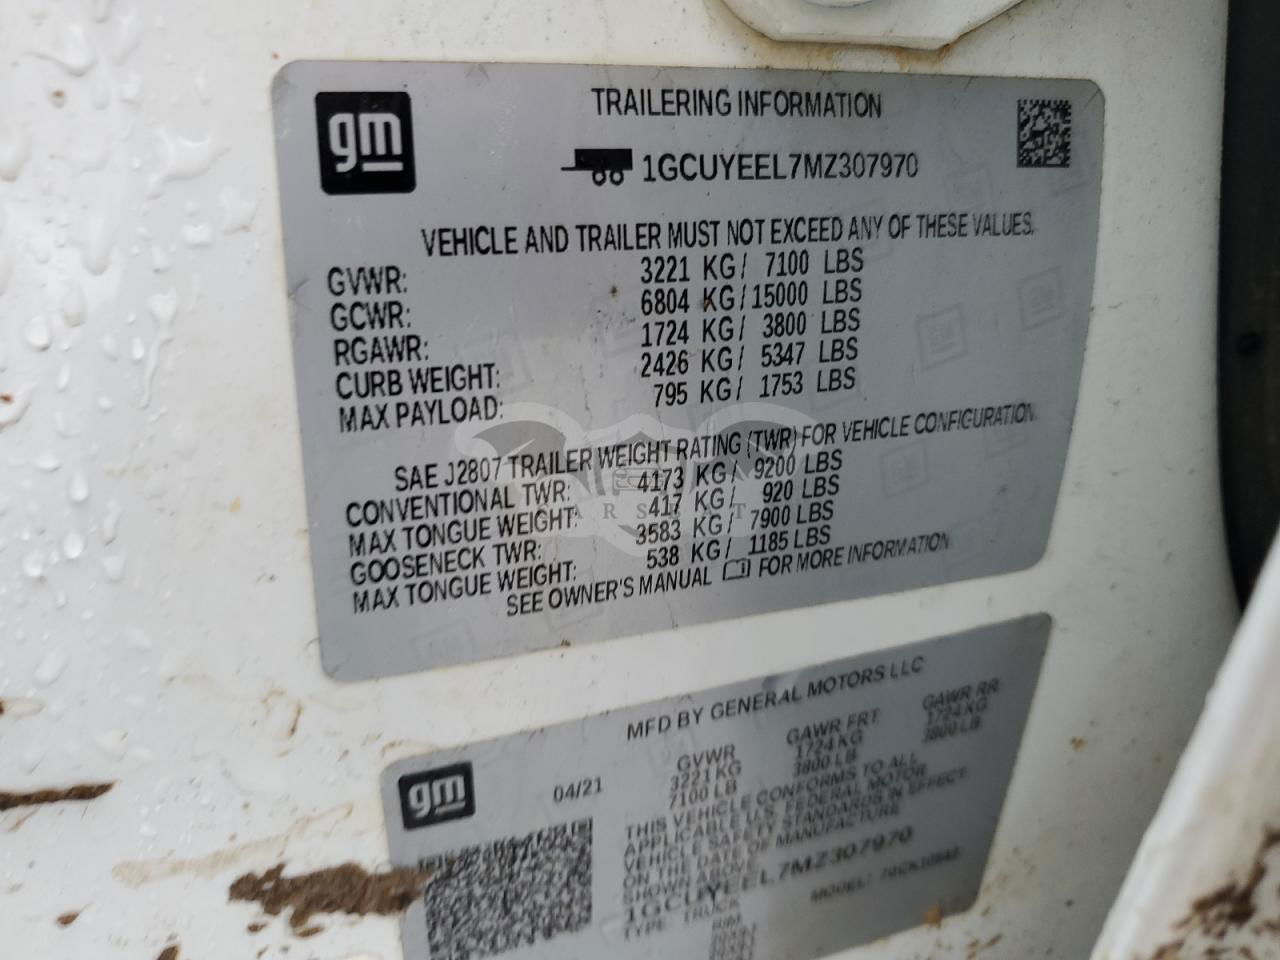 gm
TRAILERING INFORMATION
1GCUYEEL7MZ307970
VEHICLE AND TRAILER MUST NOT EXCEED ANY OF THESE VALUES.
GVWR: 3221 KG/ 7100 LBS
GCWR: 6804 KG/15000 LBS
RGAWR: 1724 KG/ 3800 LBS
CURB WEIGHT: 2426 KG/ 5347 LBS
MAX PAYLOAD: 795 KG/ 1753 LBS
SAE J2807 TRAILER WEIGHT RATING (TWR) FOR VEHICLE CONFIGURATION
CONVENTIONAL TWR: 4173 KG/ 9200 LBS
MAX TONGUE WEIGHT: 417 KG/ 920 LBS
GOOSENECK TWR: 3583 KG/ 7900 LBS
MAX TONGUE WEIGHT: 538 KG/ 1185 LBS
SEE OWNER'S MANUAL FOR MORE INFORMATION
gm
MFD BY GENERAL MOTORS LLC
04/21
GVWR GAWR FRT GAWR RR
3221 KG 1724 KG 1724 KG
7100 LB 3800 LB 3800 LB
THIS VEHICLE CONFORMS TO ALL
APPLICABLE U.S. FEDERAL MOTOR
VEHICLE SAFETY STANDARDS IN EFFECT
ON THE DATE OF MANUFACTURE
SHOWN ABOVE
1GCUYEEL7MZ307970
TYPE: TRUCK MODEL:
RIM